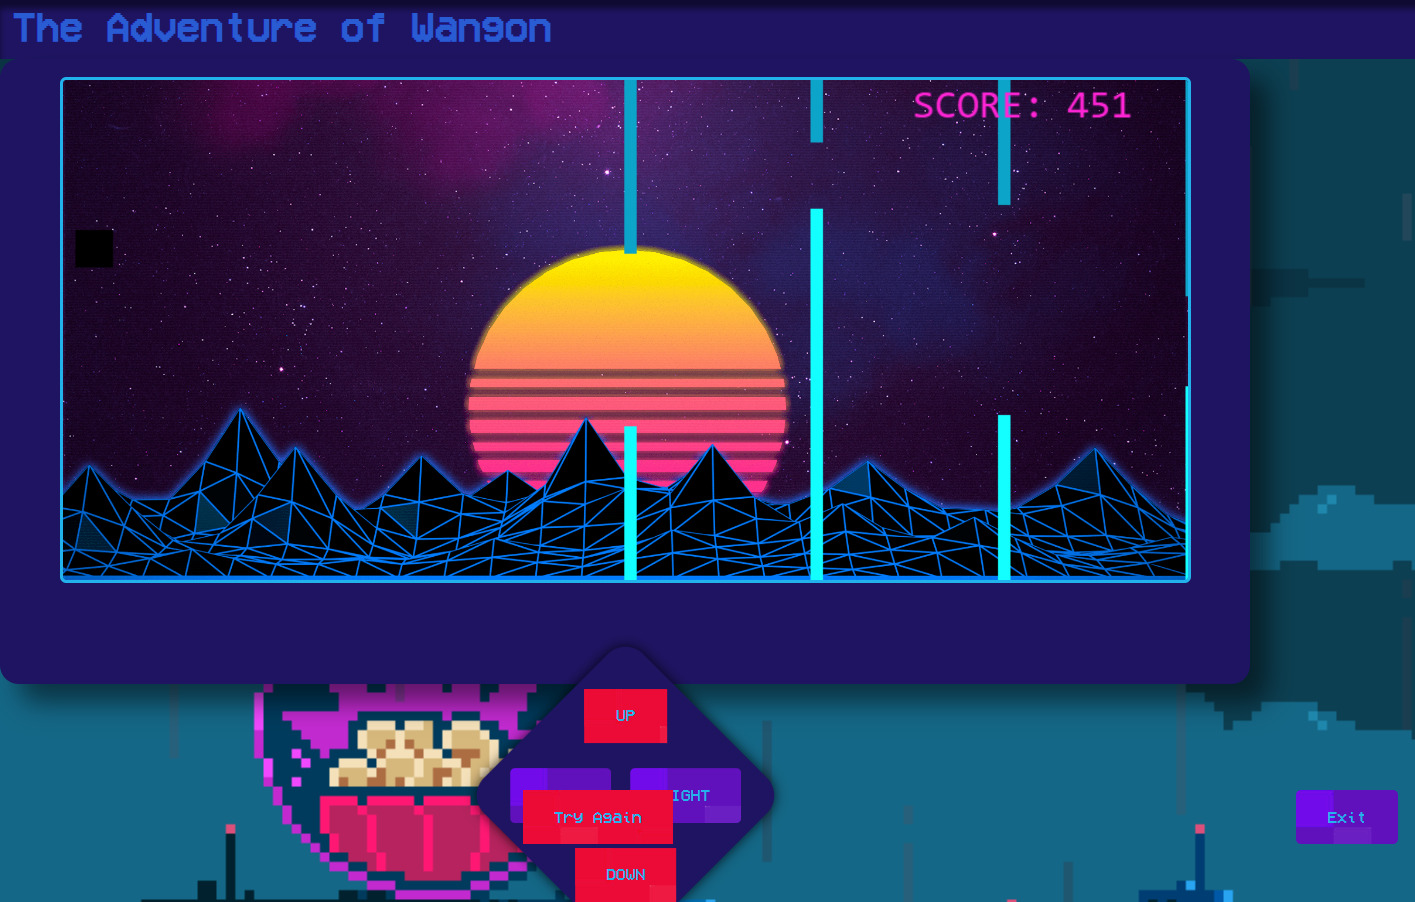 The Adventure of Wangon
SCORE: 451
UP
IGHT
Try Again
DOWN
Exit